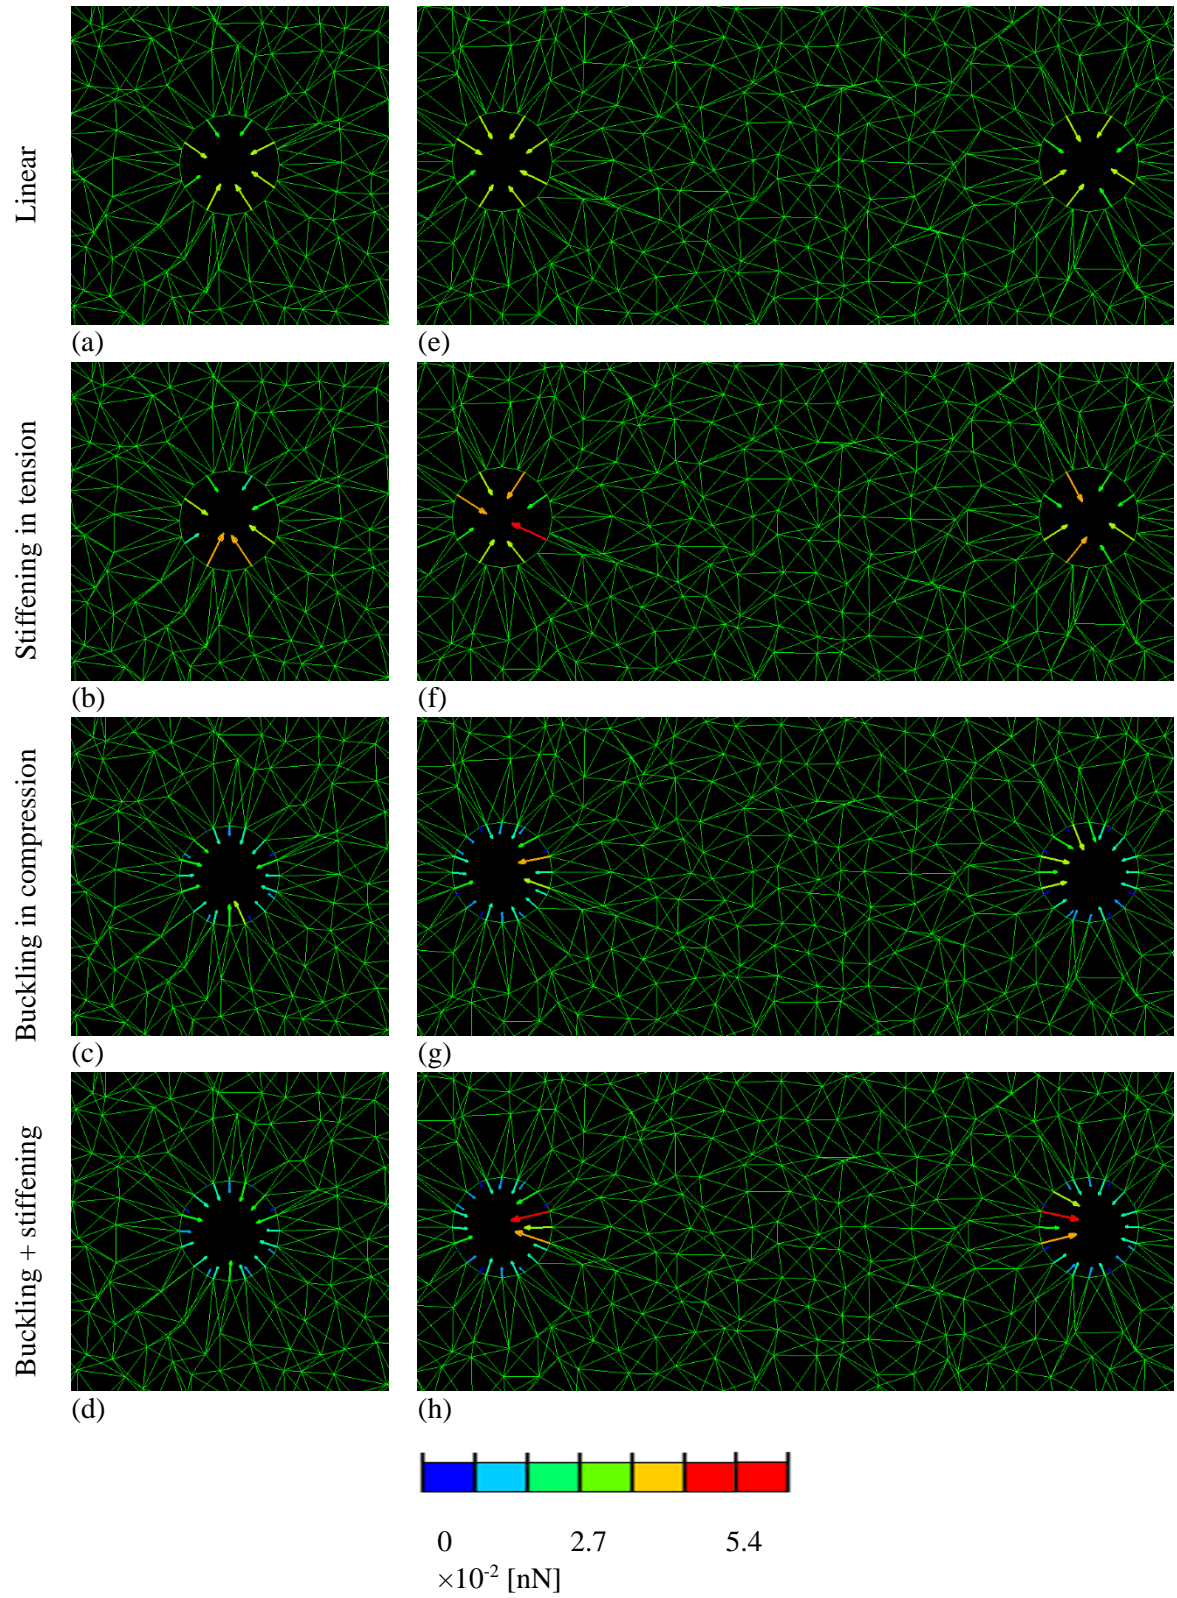 Linear
(a)
(e)
Stiffening in tension
(b)
(f)
Buckling in compression
(c)
(g)
Buckling + stiffening
(d)
(h)
0 2.7 5.4
×10⁻² [nN]